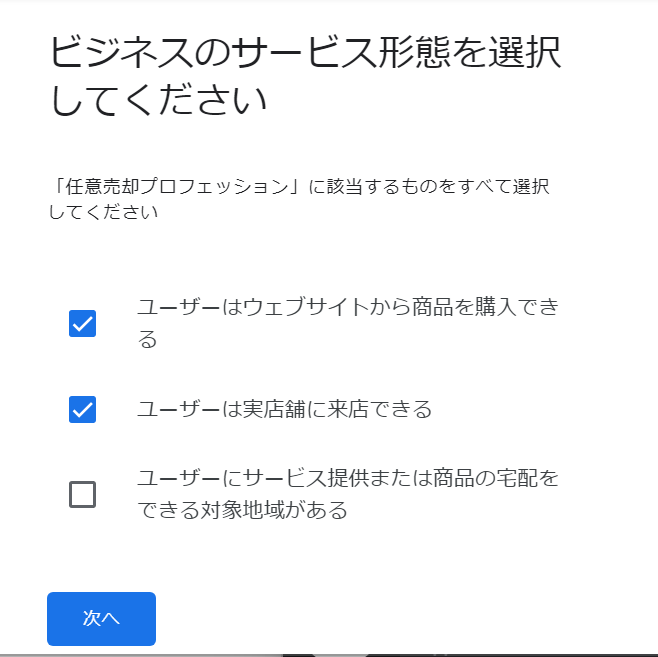 ビジネスのサービス形態を選択
してください
「任意売却プロフェッション」に該当するものをすべて選択
してください
ユーザーはウェブサイトから商品を購入でき
る
ユーザーは実店舗に来店できる
ユーザーにサービス提供または商品の宅配を
できる対象地域がある
次へ